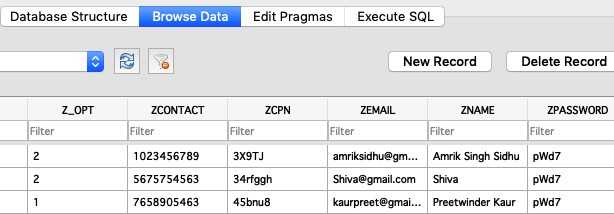 Database Structure Browse Data Edit Pragmas Execute SQL
New Record Delete Record
Z_OPT ZCONTACT ZCPN ZEMAIL ZNAME ZPASSWORD
Filter Filter Filter Filter Filter Filter
2 1023456789 3X9TJ amriksidhu@gm... Amrik Singh Sidhu pWd7
2 5675754563 34rfggh Shiva@gmail.com Shiva pWd7
1 7658905463 45bnu8 kaurpreet@gmai... Preetwinder Kaur pWd7